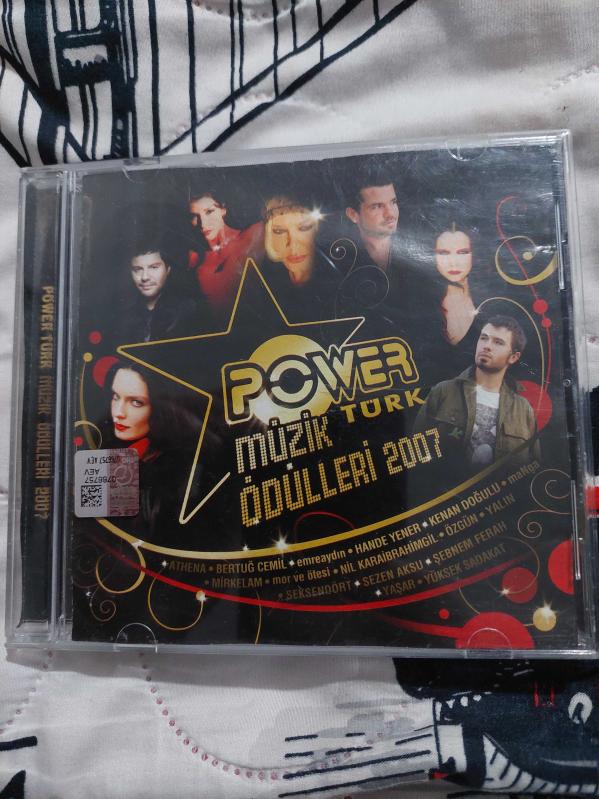 POWER TÜRK MÜZİK ÖDÜLLERİ 2007
POWER
TÜRK
MÜZİK
ÖDÜLLERİ 2007
ATHENA • BERTUĞ CEMİL • emreaydın • HANDE YENER • KENAN DOĞULU • maNga
• MİRKELAM • mor ve ötesi • NİL KARAİBRAHİMGİL • ÖZGÜN • YALIN
• SEKSENDÖRT • SEZEN AKSU • ŞEBNEM FERAH
YAŞAR • YÜKSEK SADAKAT
0766757
AEV